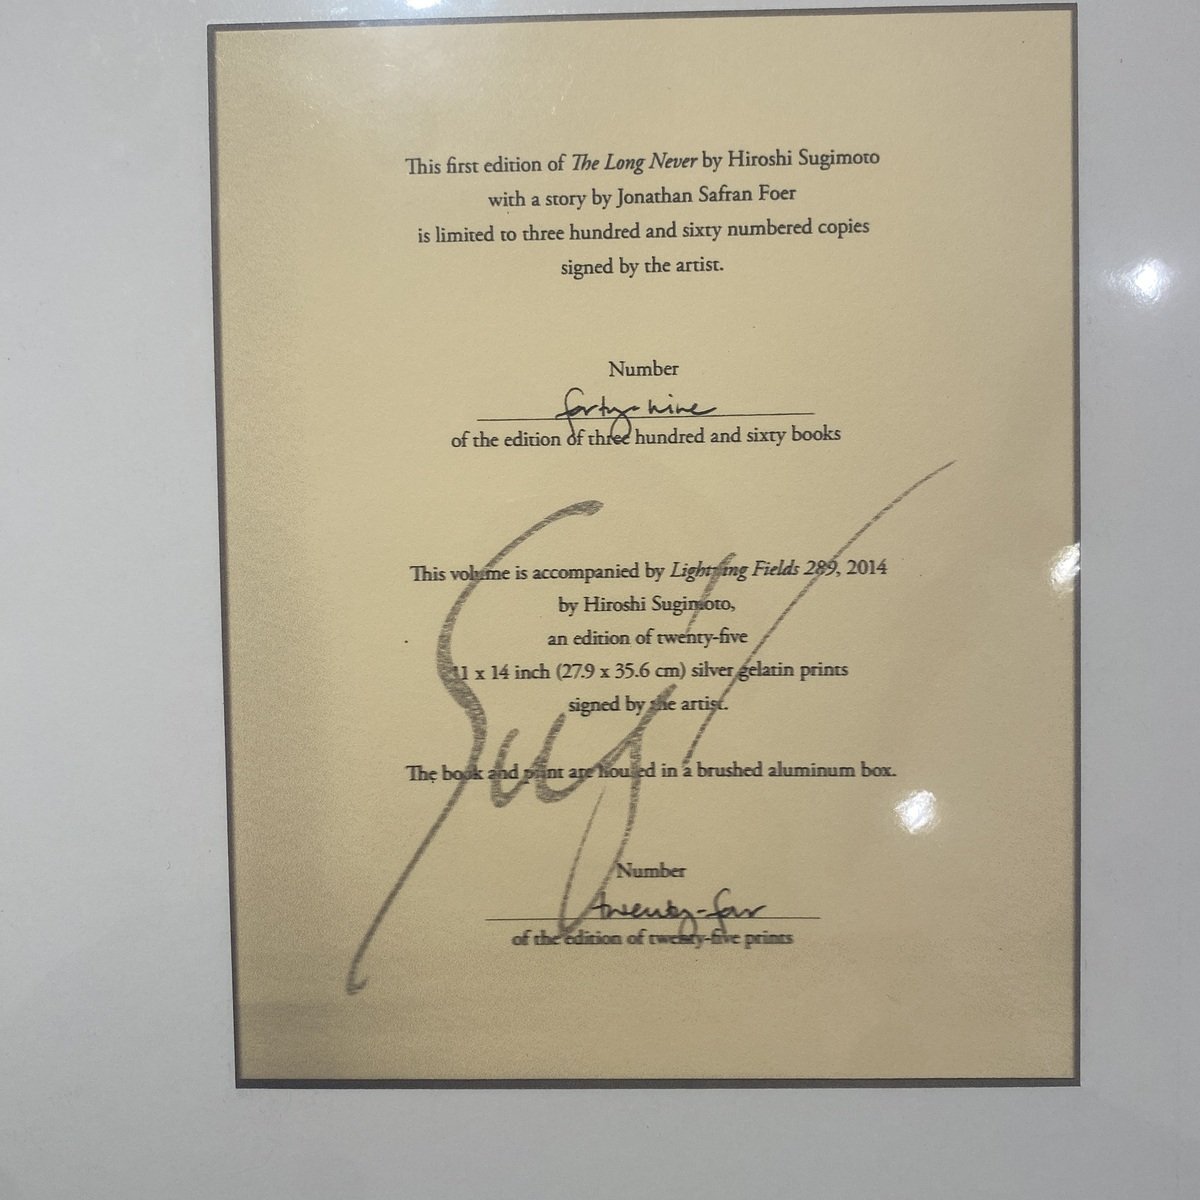 This first edition of The Long Never by Hiroshi Sugimoto
with a story by Jonathan Safran Foer
is limited to three hundred and sixty numbered copies
signed by the artist.
Number
forty-nine
of the edition of three hundred and sixty books
This volume is accompanied by Lightning Fields 289, 2014
by Hiroshi Sugimoto,
an edition of twenty-five
11 x 14 inch (27.9 x 35.6 cm) silver gelatin prints
signed by the artist.
The book and print are housed in a brushed aluminum box.
Number
twenty-four
of the edition of twenty-five prints